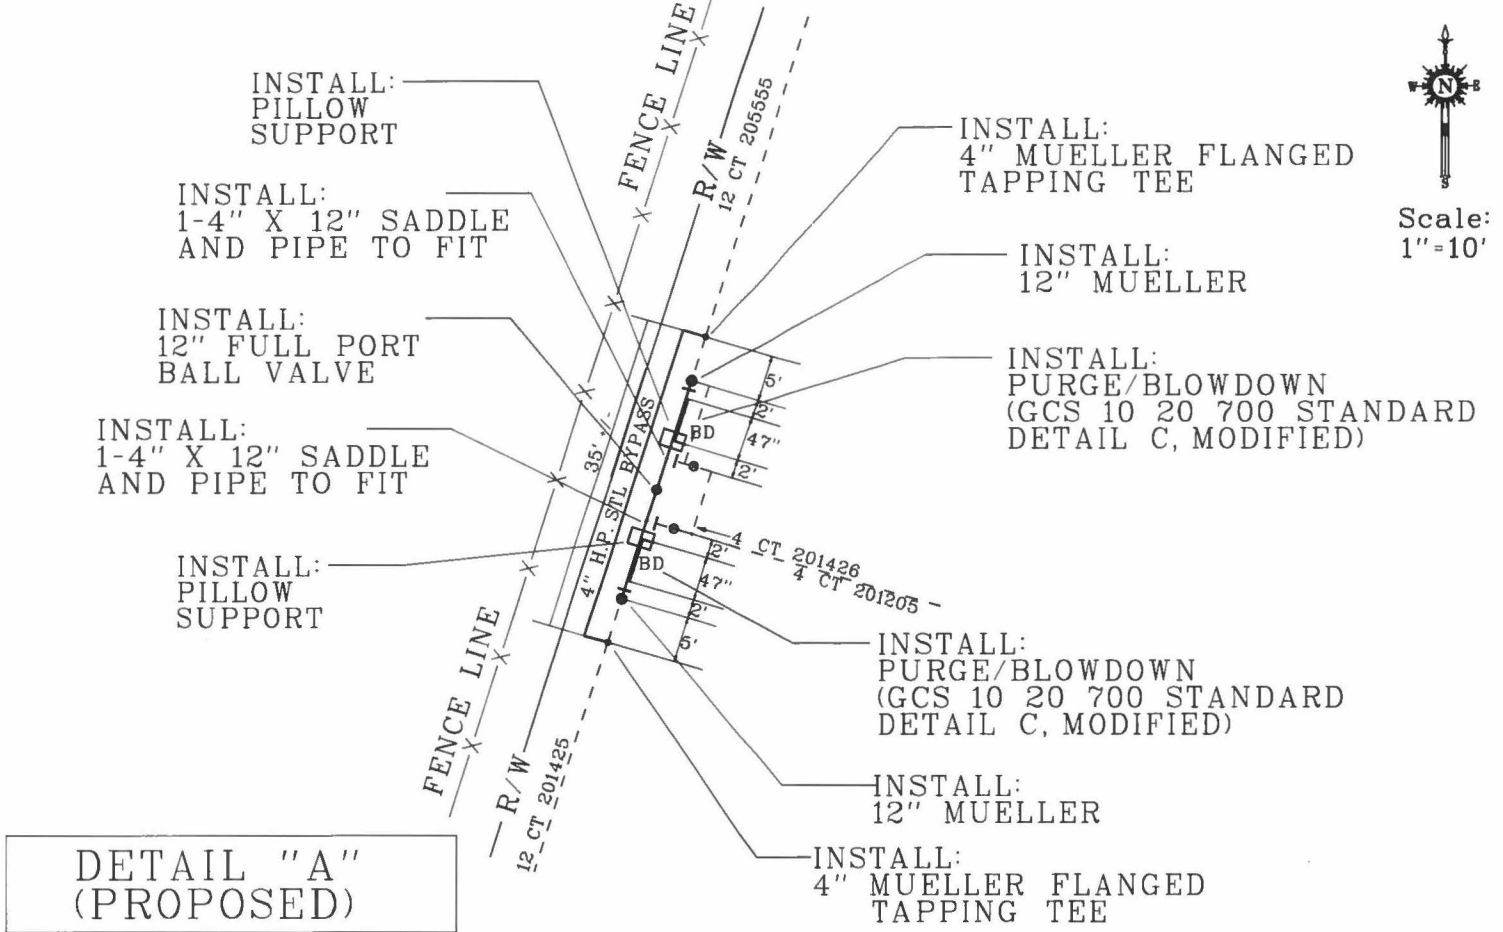 INSTALL:
PILLOW
SUPPORT
INSTALL:
1-4" X 12" SADDLE
AND PIPE TO FIT
INSTALL:
12" FULL PORT
BALL VALVE
INSTALL:
1-4" X 12" SADDLE
AND PIPE TO FIT
INSTALL:
PILLOW
SUPPORT
FENCE LINE
FENCE LINE
R/W
R/W
12 CT 205555
12 CT 201425
35'
4" H.P. STL BYPASS
BD
BD
5'
2'
47"
2'
2'
47"
2'
5'
4 CT 201426
4 CT 201205
INSTALL:
4" MUELLER FLANGED
TAPPING TEE
INSTALL:
12" MUELLER
INSTALL:
PURGE/BLOWDOWN
(GCS 10 20 700 STANDARD
DETAIL C, MODIFIED)
INSTALL:
PURGE/BLOWDOWN
(GCS 10 20 700 STANDARD
DETAIL C, MODIFIED)
INSTALL:
12" MUELLER
INSTALL:
4" MUELLER FLANGED
TAPPING TEE
W N E
S
Scale:
1"=10'
DETAIL "A"
(PROPOSED)